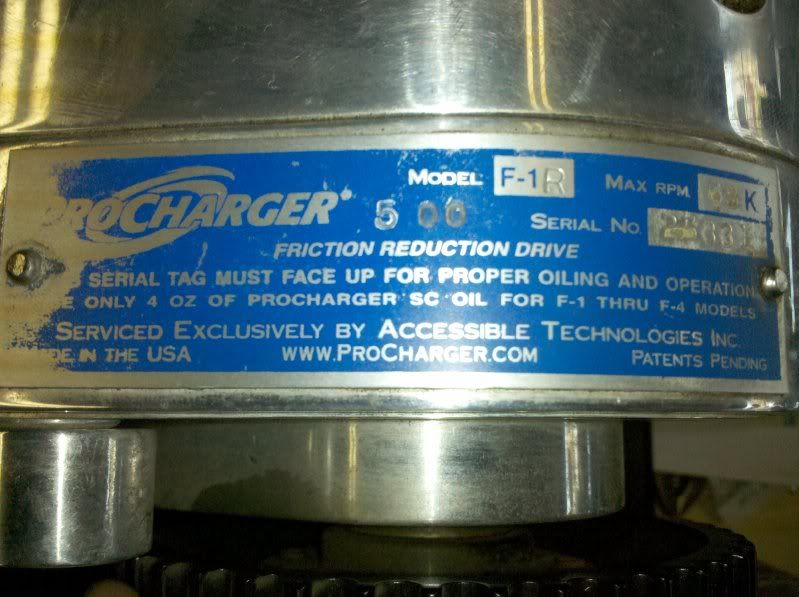 MODEL F-1R MAX RPM. K
PROCHARGER® 5 00 SERIAL NO.
FRICTION REDUCTION DRIVE
SERIAL TAG MUST FACE UP FOR PROPER OILING AND OPERATION
ONLY 4 OZ OF PROCHARGER SC OIL FOR F-1 THRU F-4 MODELS
SERVICED EXCLUSIVELY BY ACCESSIBLE TECHNOLOGIES INC.
IN THE USA WWW.PROCHARGER.COM PATENTS PENDING